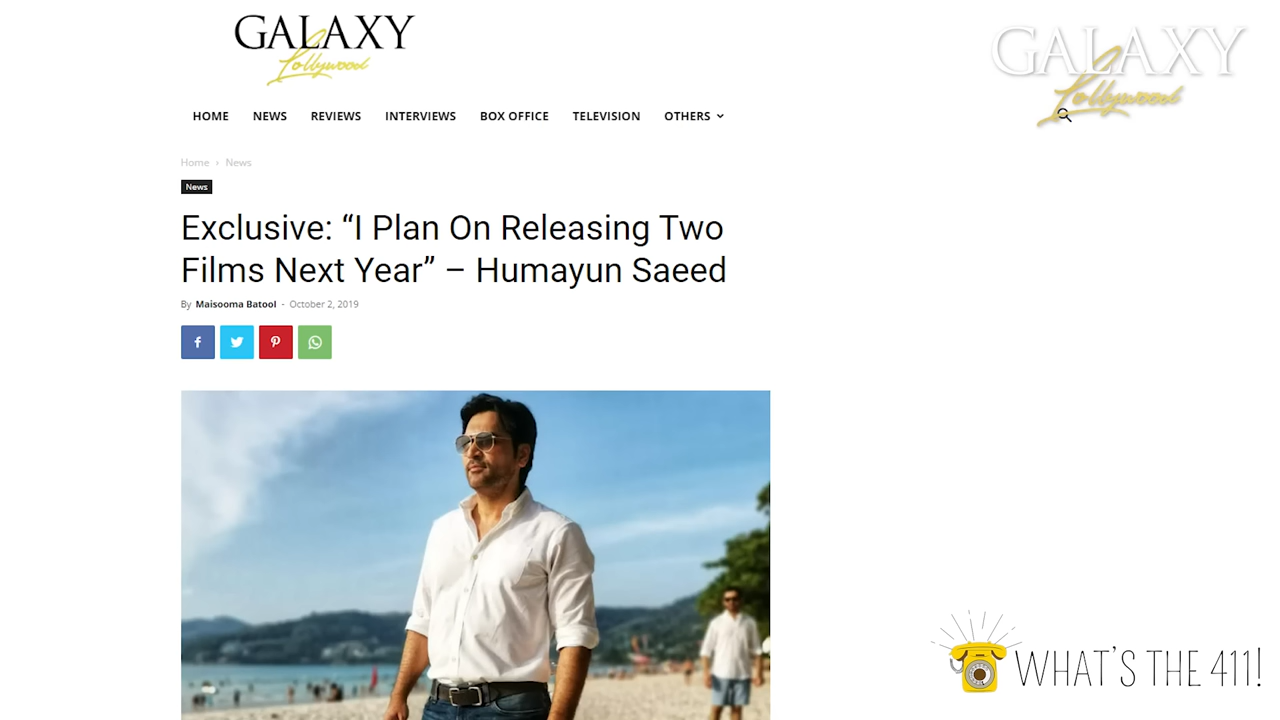 GALAXY
Lollywood
GALAXY
Lollywood
HOME NEWS REVIEWS INTERVIEWS BOX OFFICE TELEVISION OTHERS
Home › News
News
Exclusive: “I Plan On Releasing Two
Films Next Year” – Humayun Saeed
By Maisooma Batool - October 2, 2019
WHAT'S THE 411!